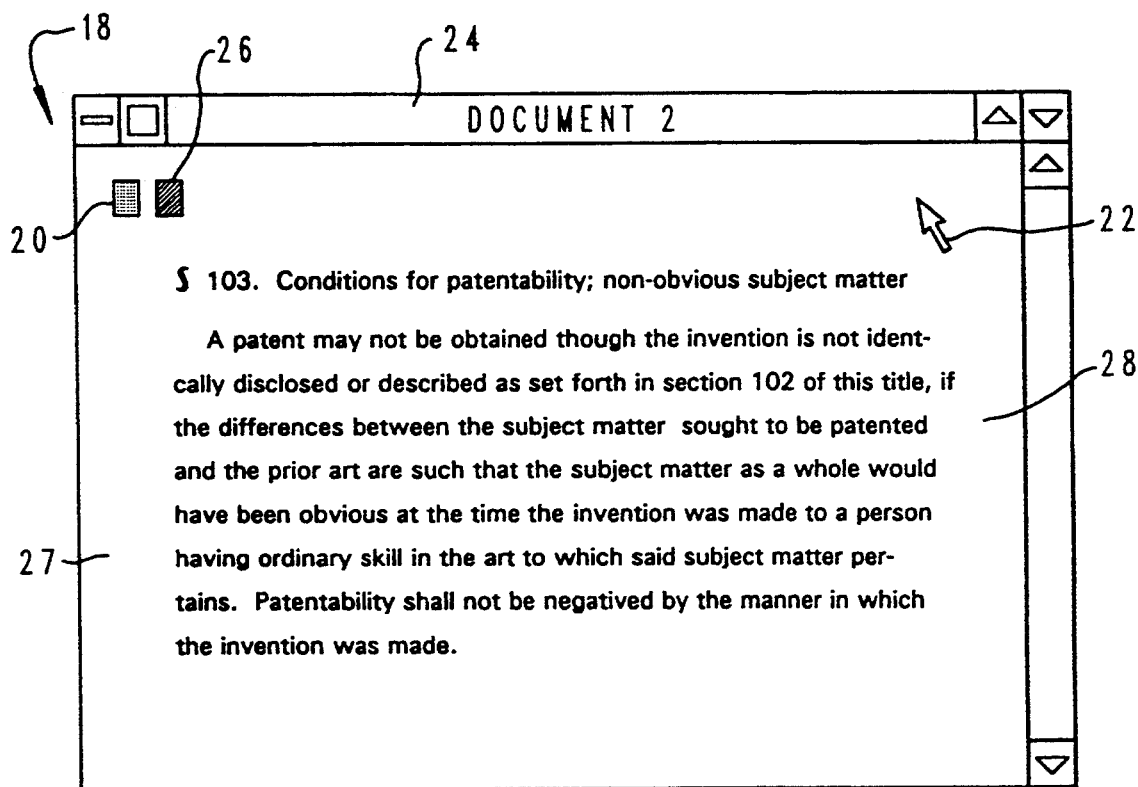 18
26
24
DOCUMENT 2
20
22
§ 103. Conditions for patentability; non-obvious subject matter
A patent may not be obtained though the invention is not ident-
cally disclosed or described as set forth in section 102 of this title, if
28
the differences between the subject matter sought to be patented
and the prior art are such that the subject matter as a whole would
have been obvious at the time the invention was made to a person
27
having ordinary skill in the art to which said subject matter per-
tains. Patentability shall not be negatived by the manner in which
the invention was made.